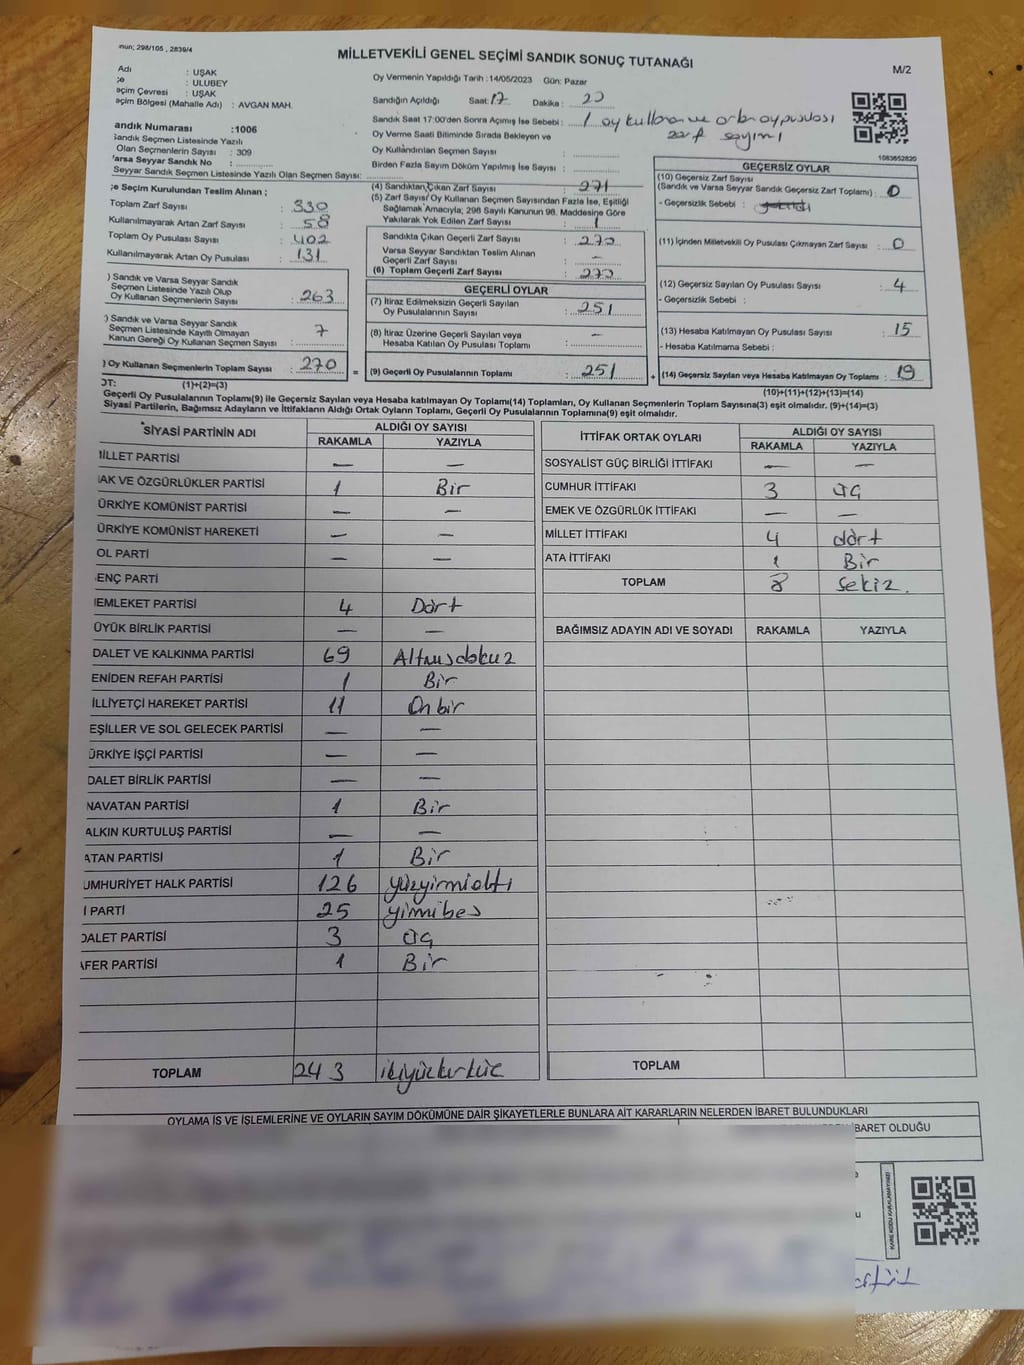 nun; 298/105 , 2839/4
MİLLETVEKİLİ GENEL SEÇİMİ SANDIK SONUÇ TUTANAĞI
M/2
Adı : UŞAK
çe : ULUBEY
eçim Çevresi : UŞAK
eçim Bölgesi (Mahalle Adı) : AVGAN MAH.
Oy Vermenin Yapıldığı Tarih : 14/05/2023 Gün: Pazar
Sandığın Açıldığı Saat: 17 Dakika : 20
Sandık Saat 17:00'den Sonra Açılmış İse Sebebi : 1 oy kullanan ve artan oy pusulası
zarf sayımı
Oy Verme Saati Bitiminde Sırada Bekleyen ve
Oy Kullandırılan Seçmen Sayısı :
Birden Fazla Sayım Döküm Yapılmış İse Sayısı :
andık Numarası :1006
Sandık Seçmen Listesinde Yazılı
Olan Seçmenlerin Sayısı : 309
Varsa Seyyar Sandık No :
Seyyar Sandık Seçmen Listesinde Yazılı Olan Seçmen Sayısı:
1083652820
çe Seçim Kurulundan Teslim Alınan ;
Toplam Zarf Sayısı : 330
Kullanılmayarak Artan Zarf Sayısı : 58
Toplam Oy Pusulası Sayısı : 402
Kullanılmayarak Artan Oy Pusulası : 131
) Sandık ve Varsa Seyyar Sandık
Seçmen Listesinde Yazılı Olup
Oy Kullanan Seçmenlerin Sayısı : 263
) Sandık ve Varsa Seyyar Sandık
Seçmen Listesinde Kayıtlı Olmayan
Kanun Gereği Oy Kullanan Seçmen Sayısı : 7
) Oy Kullanan Seçmenlerin Toplam Sayısı : 270
(4) Sandıktan Çıkan Zarf Sayısı : 271
(5) Zarf Sayısı Oy Kullanan Seçmen Sayısından Fazla İse, Eşitliği
Sağlamak Amacıyla; 298 Sayılı Kanunun 98. Maddesine Göre
Yakılarak Yok Edilen Zarf Sayısı : 1
Sandıkta Çıkan Geçerli Zarf Sayısı : 270
Varsa Seyyar Sandıktan Teslim Alınan
Geçerli Zarf Sayısı : —
(6) Toplam Geçerli Zarf Sayısı : 270
GEÇERLİ OYLAR
(7) İtiraz Edilmeksizin Geçerli Sayılan
Oy Pusulalarının Sayısı : 251
(8) İtiraz Üzerine Geçerli Sayılan veya
Hesaba Katılan Oy Pusulası Toplamı : —
= (9) Geçerli Oy Pusulalarının Toplamı : 251
GEÇERSİZ OYLAR
(10) Geçersiz Zarf Sayısı
(Sandık ve Varsa Seyyar Sandık Geçersiz Zarf Toplamı) : 0
- Geçersizlik Sebebi :
(11) İçinden Milletvekili Oy Pusulası Çıkmayan Zarf Sayısı : 0
(12) Geçersiz Sayılan Oy Pusulası Sayısı : 4
- Geçersizlik Sebebi :
(13) Hesaba Katılmayan Oy Pusulası Sayısı : 15
- Hesaba Katılmama Sebebi :
+ (14) Geçersiz Sayılan veya Hesaba Katılmayan Oy Toplamı : 19
OT: (1)+(2)=(3) (10)+(11)+(12)+(13)=(14)
Geçerli Oy Pusulalarının Toplamı(9) ile Geçersiz Sayılan veya Hesaba katılmayan Oy Toplamı(14) Toplamları, Oy Kullanan Seçmenlerin Toplam Sayısına(3) eşit olmalıdır. (9)+(14)=(3)
Siyasi Partilerin, Bağımsız Adayların ve İttifakların Aldığı Ortak Oyların Toplamı, Geçerli Oy Pusulalarının Toplamına(9) eşit olmalıdır.
SİYASİ PARTİNİN ADI ALDIĞI OY SAYISI
RAKAMLA YAZIYLA
MİLLET PARTİSİ — —
HAK VE ÖZGÜRLÜKLER PARTİSİ 1 Bir
ÜRKİYE KOMÜNİST PARTİSİ — —
ÜRKİYE KOMÜNİST HAREKETİ — —
OL PARTİ — —
ENÇ PARTİ
EMLEKET PARTİSİ 4 Dört
ÜYÜK BİRLİK PARTİSİ — —
DALET VE KALKINMA PARTİSİ 69 Altmışdokuz
ENİDEN REFAH PARTİSİ 1 Bir
İLLİYETÇİ HAREKET PARTİSİ 11 Onbir
EŞİLLER VE SOL GELECEK PARTİSİ — —
ÜRKİYE İŞÇİ PARTİSİ — —
DALET BİRLİK PARTİSİ — —
NAVATAN PARTİSİ 1 Bir
ALKIN KURTULUŞ PARTİSİ — —
ATAN PARTİSİ 1 Bir
UMHURİYET HALK PARTİSİ 126 yüzyirmialtı
İ PARTİ 25 yirmibeş
DALET PARTİSİ 3 üç
AFER PARTİSİ 1 Bir
TOPLAM 243 ikiyüzkırküç
İTTİFAK ORTAK OYLARI ALDIĞI OY SAYISI
RAKAMLA YAZIYLA
SOSYALİST GÜÇ BİRLİĞİ İTTİFAKI — —
CUMHUR İTTİFAKI 3 üç
EMEK VE ÖZGÜRLÜK İTTİFAKI — —
MİLLET İTTİFAKI 4 dört
ATA İTTİFAKI 1 Bir
TOPLAM 8 sekiz.
BAĞIMSIZ ADAYIN ADI VE SOYADI RAKAMLA YAZIYLA
TOPLAM
OYLAMA İŞ VE İŞLEMLERİNE VE OYLARIN SAYIM DÖKÜMÜNE DAİR ŞİKAYETLERLE BUNLARA AİT KARARLARIN NELERDEN İBARET BULUNDUKLARI
İBARET OLDUĞU